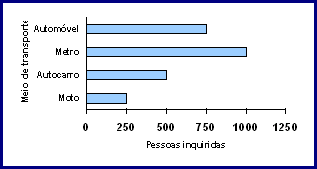 Meio de transporte
Automóvel
Metro
Autocarro
Moto
0 250 500 750 1000 1250
Pessoas inquiridas